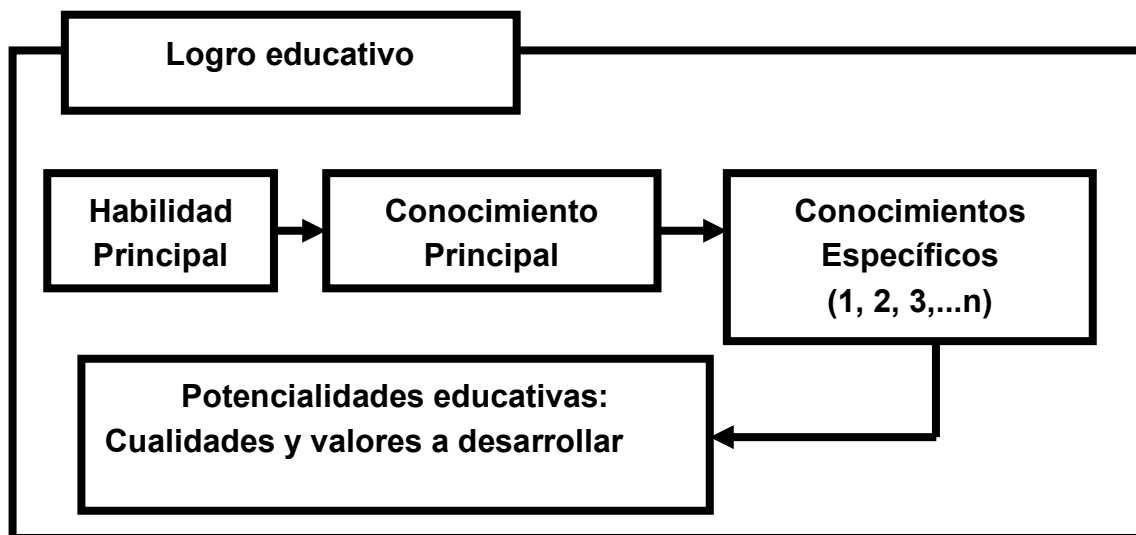 Logro educativo
Habilidad
Principal
Conocimiento
Principal
Conocimientos
Específicos
(1, 2, 3,...n)
Potencialidades educativas:
Cualidades y valores a desarrollar